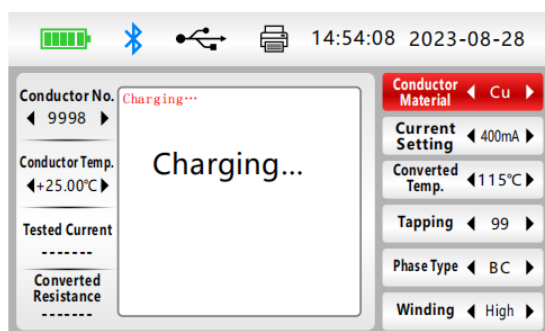 14:54:08 2023-08-28
Conductor No.
9998
Conductor Temp.
+25.00℃
Tested Current
-------
Converted
Resistance
-------
Charging…
Charging...
Conductor
Material
Cu
Current
Setting
400mA
Converted
Temp.
115℃
Tapping 99
Phase Type BC
Winding High